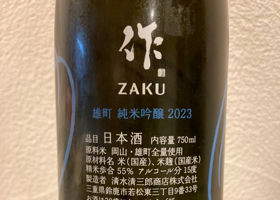 作
ZAKU
雄町 純米吟醸 2023
品目 日本酒 内容量 750ml
原料米 岡山・雄町全量使用
原材料名 米(国産)、米麹(国産米)
精米歩合 55% アルコール分 15度
製造者 清水清三郎商店株式会社
三重県鈴鹿市若松東三丁目9番33号